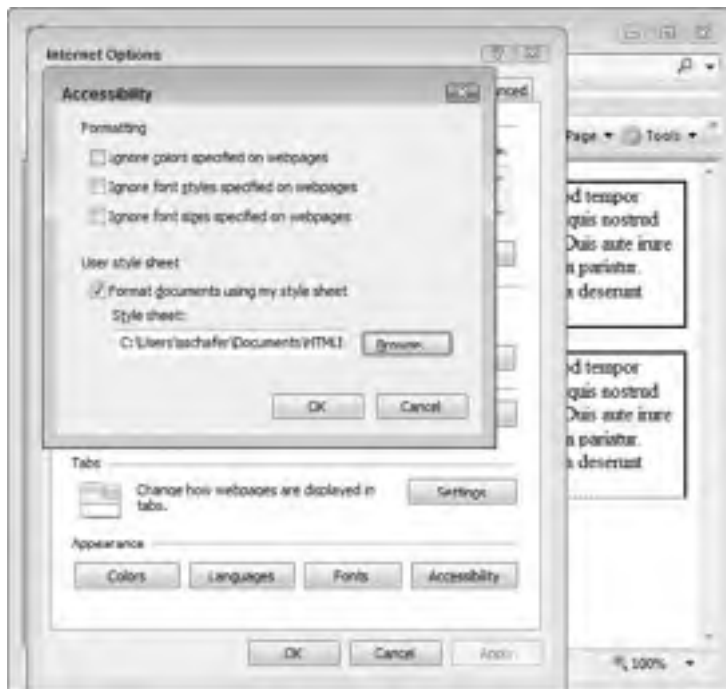 Internet Options
Accessibility
anced
Formatting
Ignore colors specified on webpages
Ignore font styles specified on webpages
Ignore font sizes specified on webpages
User style sheet
Format documents using my style sheet
Style sheet:
C:\Users\sschafer\Documents\HTML
Browse...
OK Cancel
Page Tools
d tempor
quis nostrud
Duis aute irure
a pariatur.
deserunt
d tempor
quis nostrud
Duis aute irure
a pariatur.
deserunt
Tabs
Change how webpages are displayed in
tabs.
Settings
Appearance
Colors Languages Fonts Accessibility
OK Cancel Apply
100%